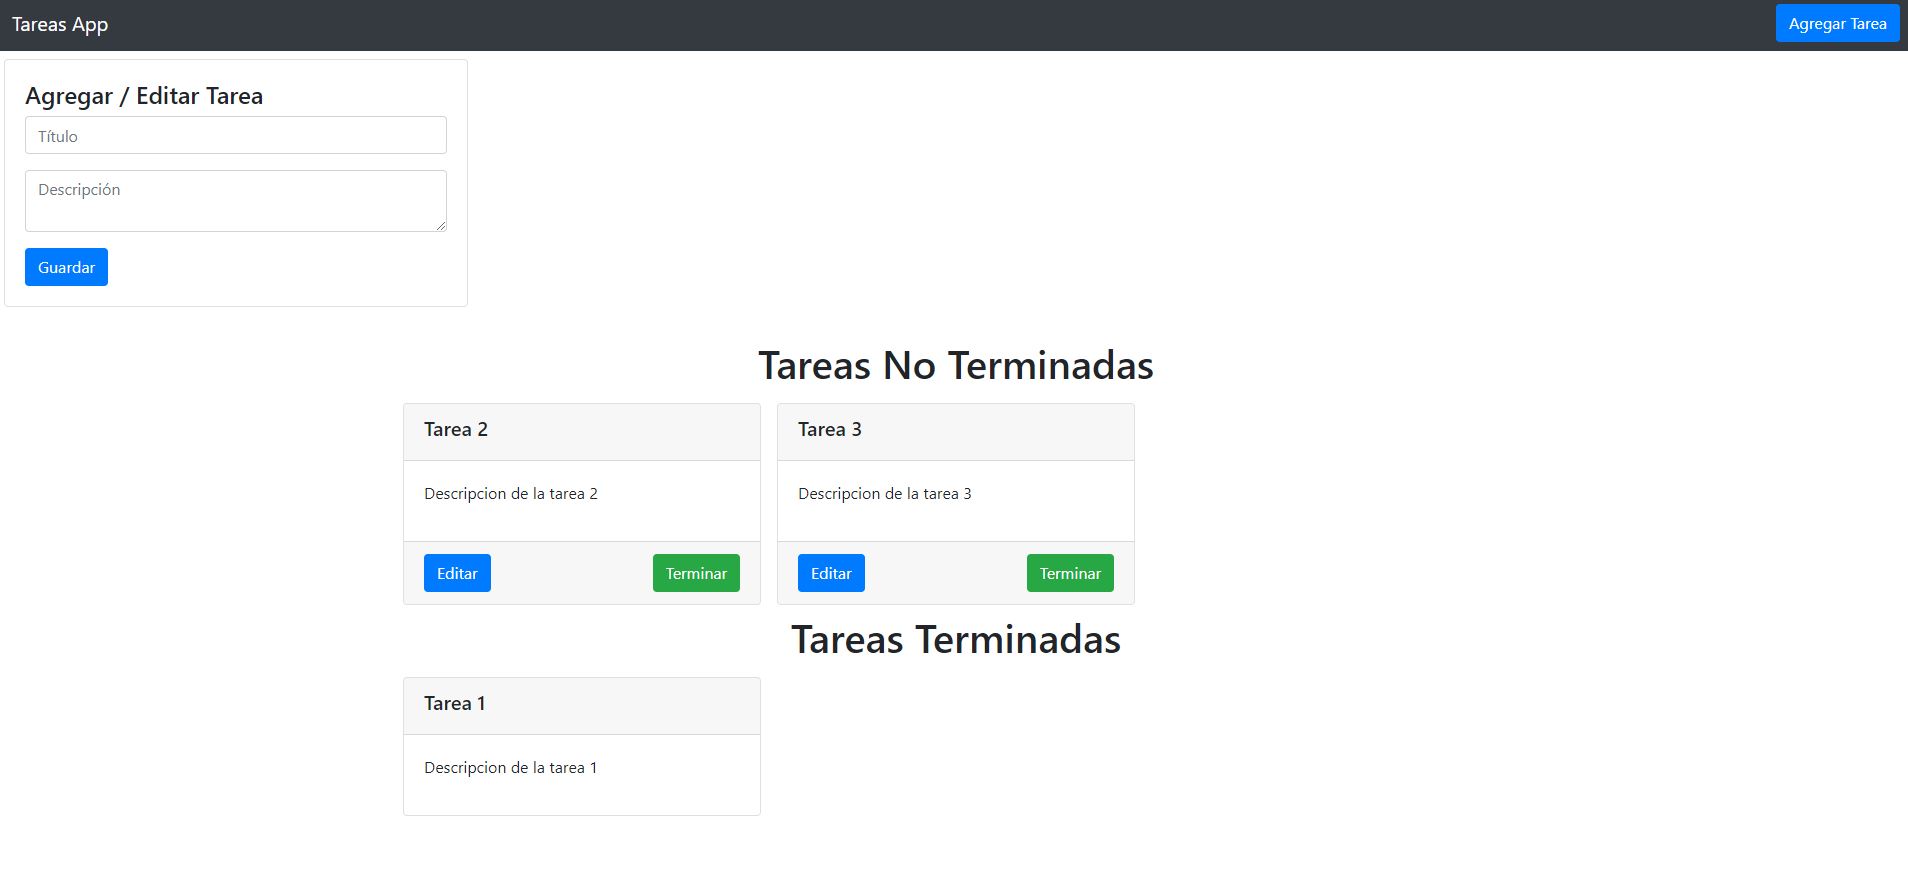 Tareas App
Agregar Tarea
Agregar / Editar Tarea
Título
Descripción
Guardar
Tareas No Terminadas
Tarea 2
Descripcion de la tarea 2
Editar
Terminar
Tarea 3
Descripcion de la tarea 3
Editar
Terminar
Tareas Terminadas
Tarea 1
Descripcion de la tarea 1